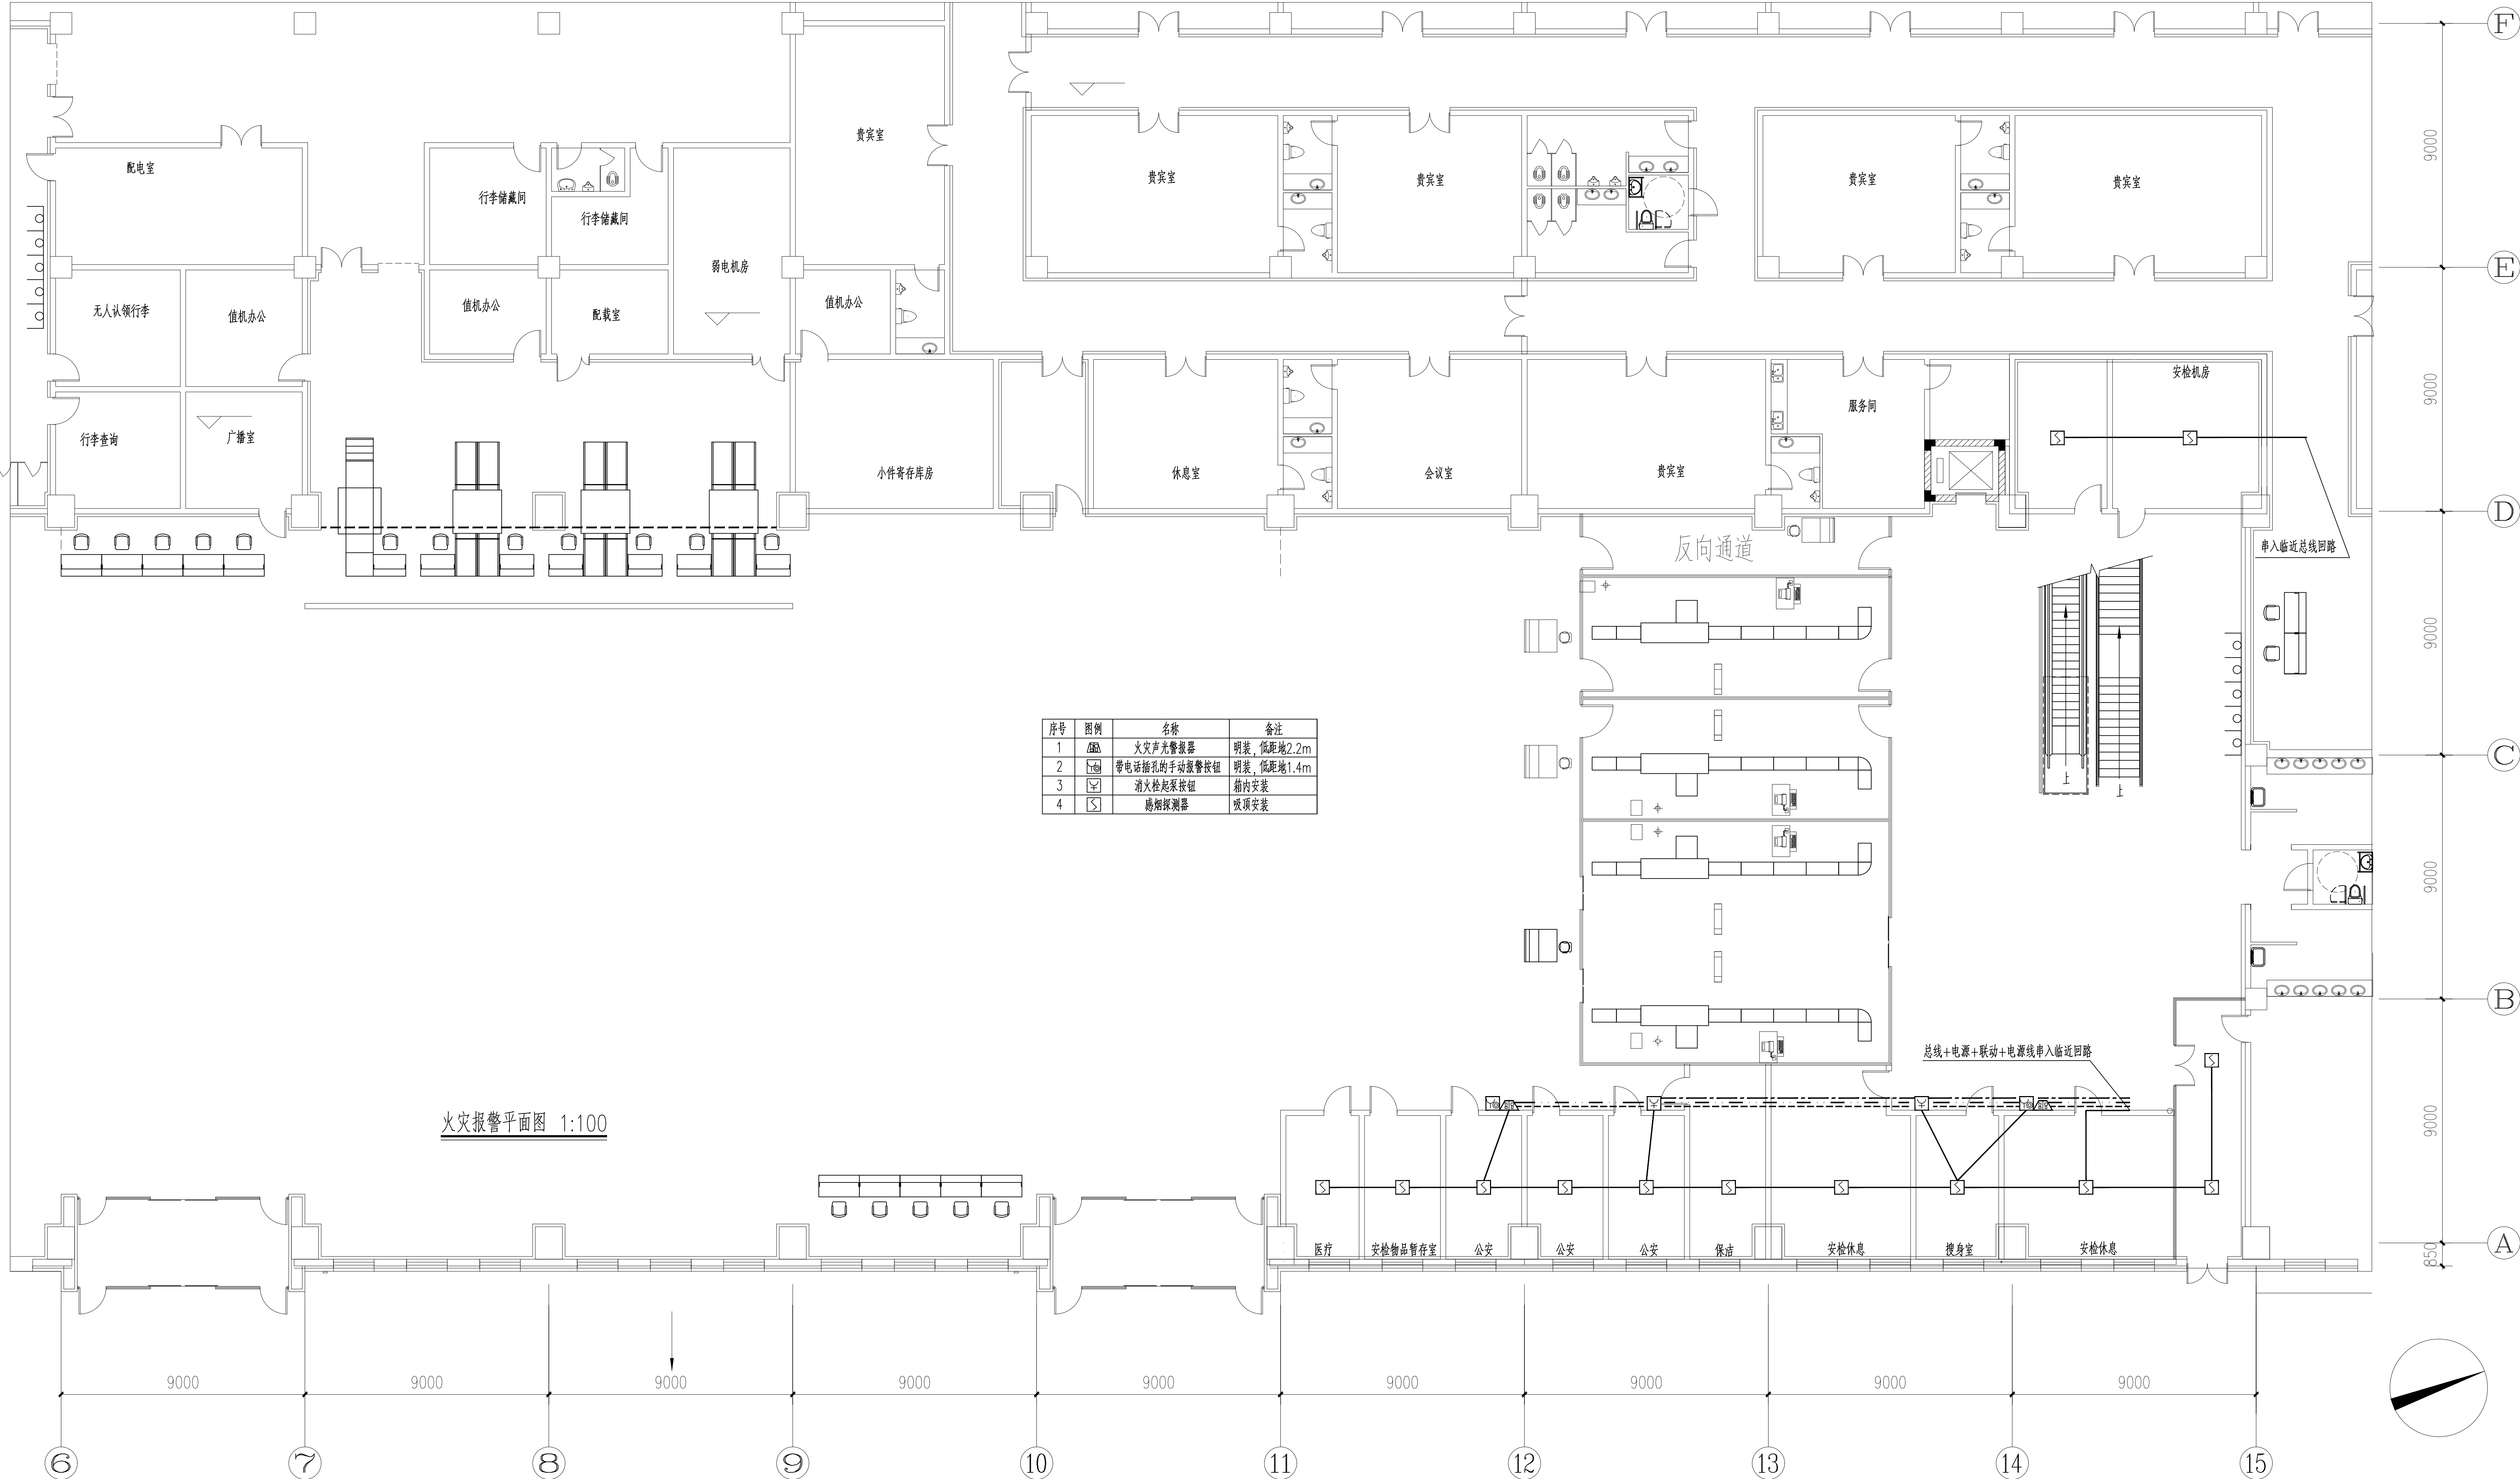 F
贵宾室
9000
配电室
行李储藏间
行李储藏间
弱电机房
贵宾室
贵宾室
贵宾室
贵宾室
E
无人认领行李
值机办公
值机办公
配载室
值机办公
9000
行李查询
广播室
小件寄存库房
休息室
会议室
贵宾室
服务间
安检机房
D
反向通道
串入临近总线回路
9000
序号 图例 名称 备注
1 火灾声光警报器 明装, 低距地2.2m
2 带电话插孔的手动报警按钮 明装, 低距地1.4m
3 消火栓起泵按钮 箱内安装
4 感烟探测器 吸顶安装
上
上
C
9000
B
总线+电源+联动+电源线串入临近回路
9000
火灾报警平面图 1:100
医疗
安检物品暂存室
公安
公安
公安
保洁
安检休息
搜身室
安检休息
A
850
9000 9000 9000 9000 9000 9000 9000 9000 9000
6 7 8 9 10 11 12 13 14 15